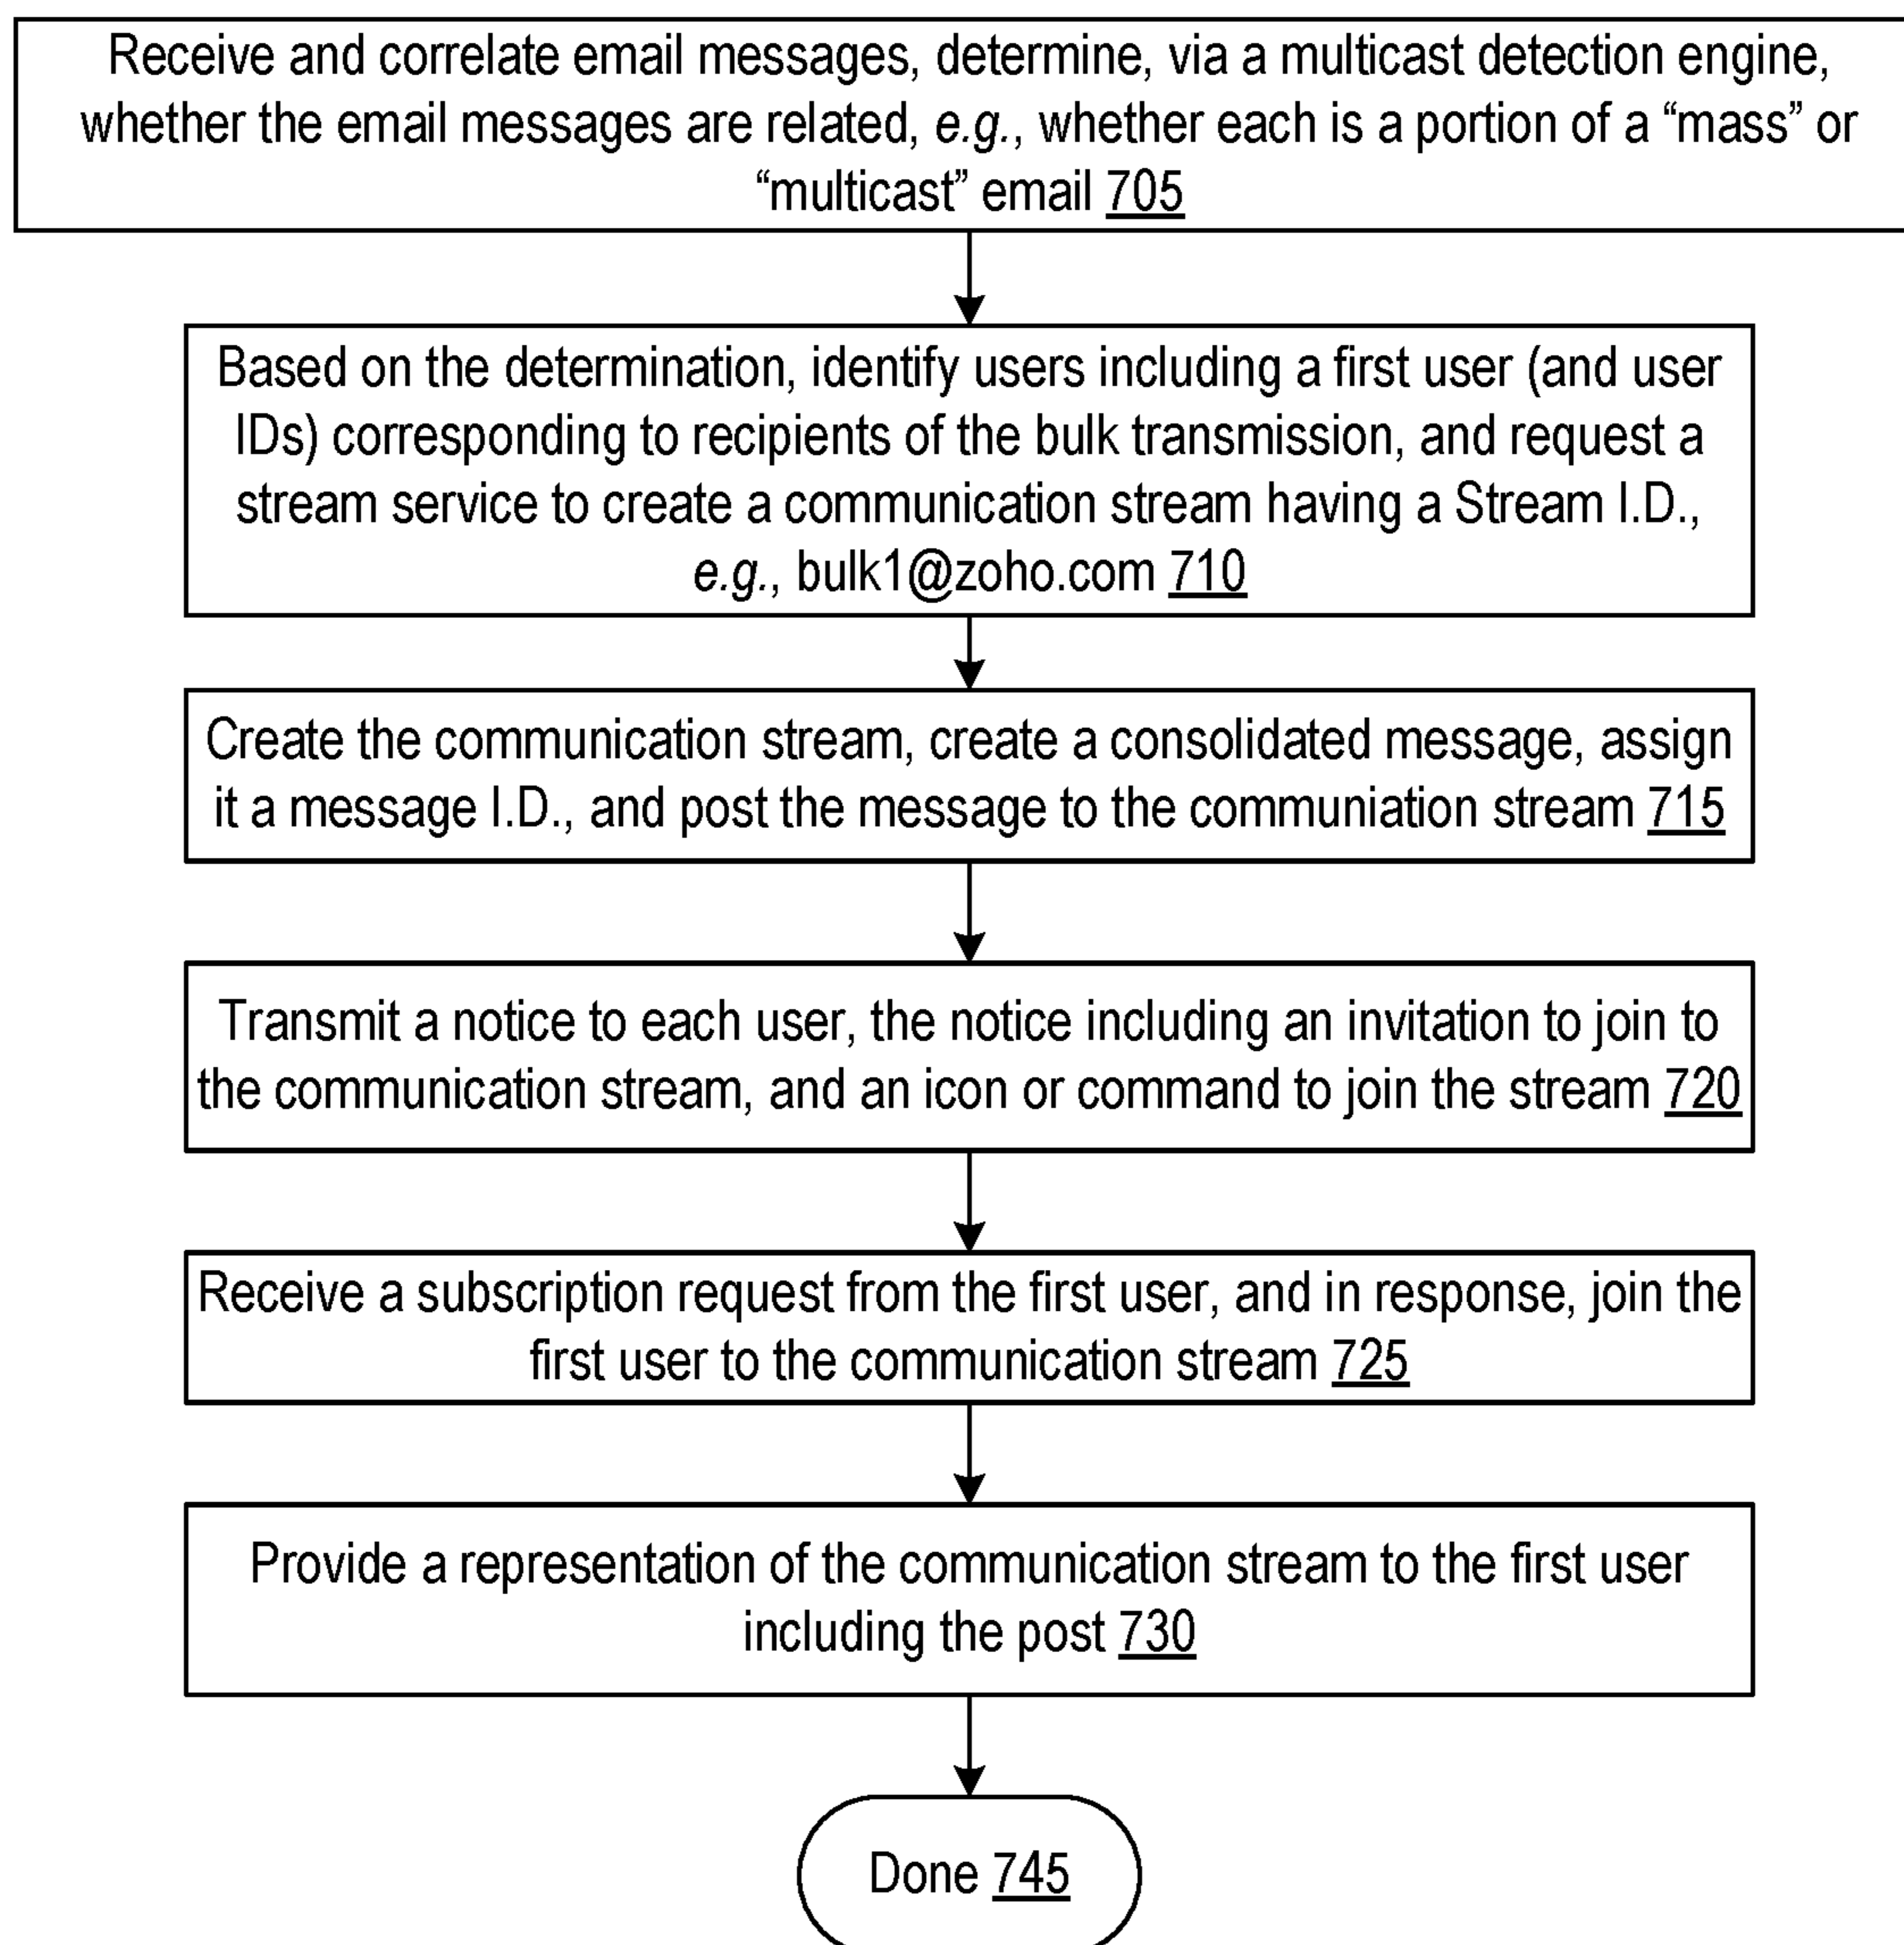 Receive and correlate email messages, determine, via a multicast detection engine,
whether the email messages are related, e.g., whether each is a portion of a “mass” or
“multicast” email 705
Based on the determination, identify users including a first user (and user
IDs) corresponding to recipients of the bulk transmission, and request a
stream service to create a communication stream having a Stream I.D.,
e.g., bulk1@zoho.com 710
Create the communication stream, create a consolidated message, assign
it a message I.D., and post the message to the communiation stream 715
Transmit a notice to each user, the notice including an invitation to join to
the communication stream, and an icon or command to join the stream 720
Receive a subscription request from the first user, and in response, join the
first user to the communication stream 725
Provide a representation of the communication stream to the first user
including the post 730
Done 745